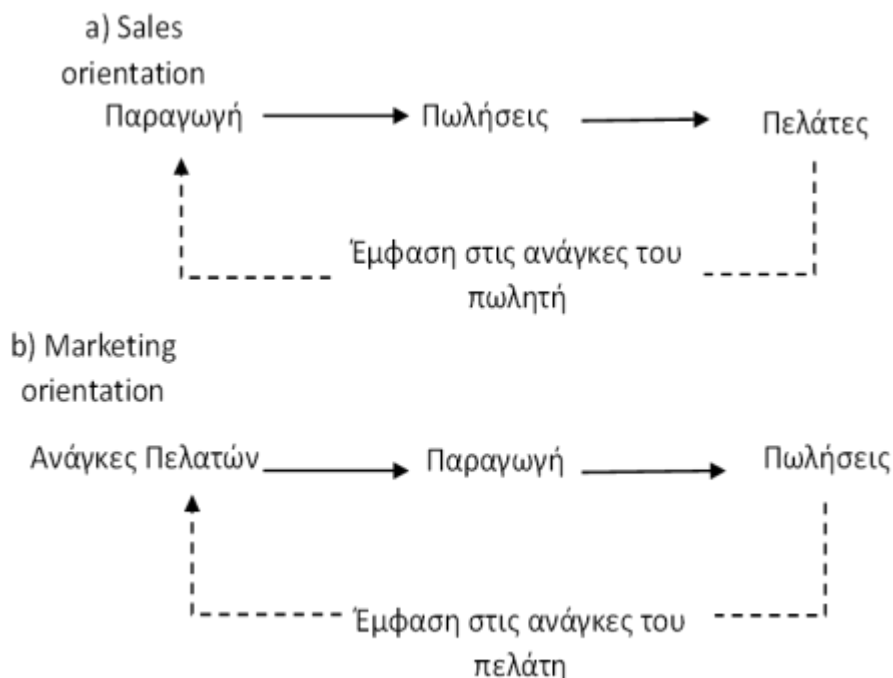 a) Sales
orientation
Παραγωγή Πωλήσεις Πελάτες
Έμφαση στις ανάγκες του
πωλητή
b) Marketing
orientation
Ανάγκες Πελατών Παραγωγή Πωλήσεις
Έμφαση στις ανάγκες του
πελάτη